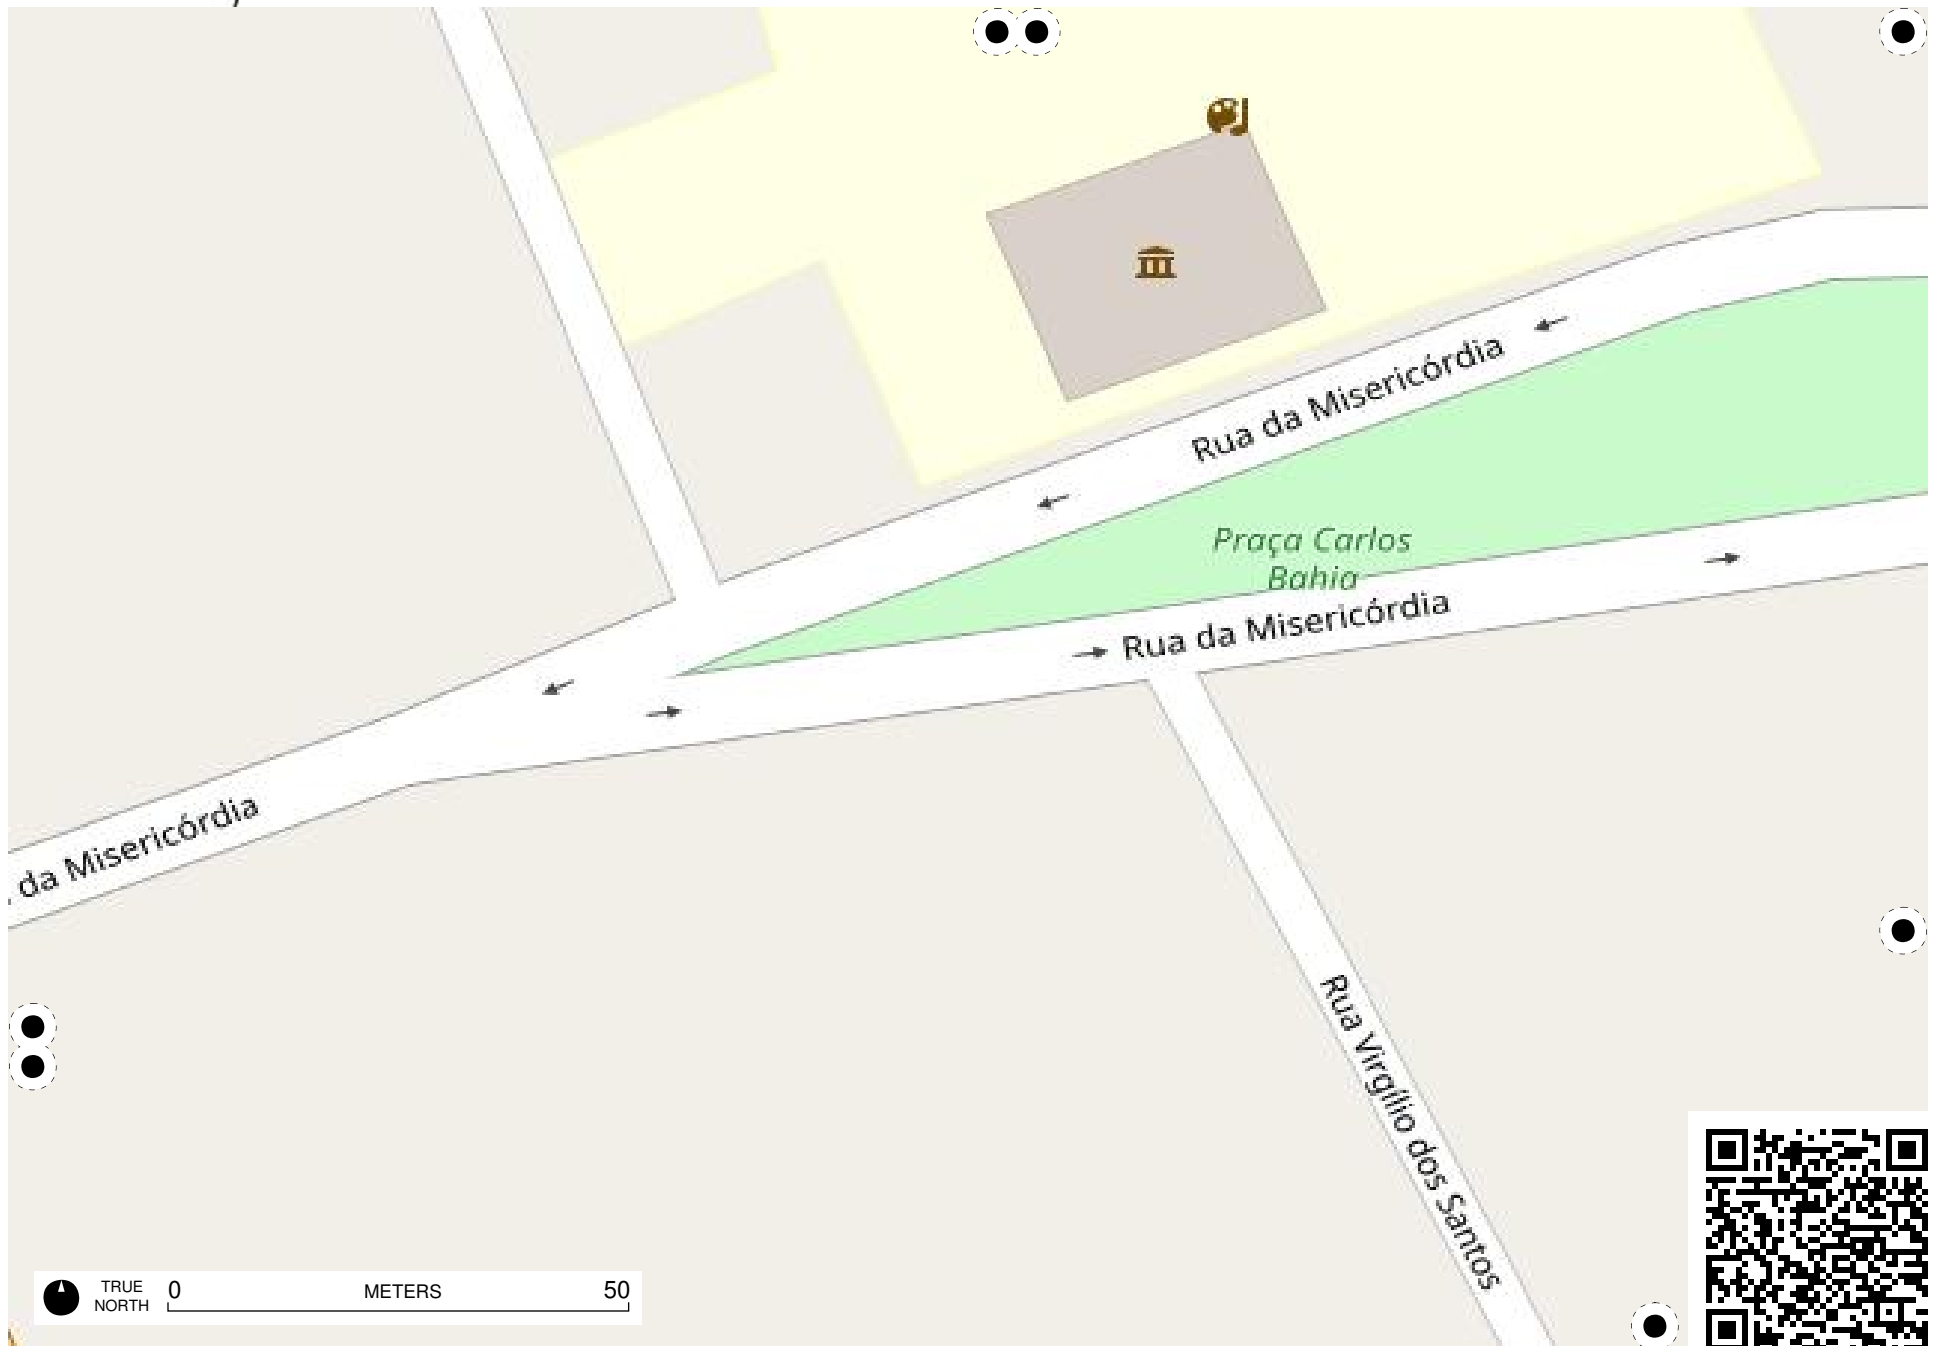 Rua da Misericórdia
Praça Carlos
Bahia
Rua da Misericórdia
da Misericórdia
Rua Virgílio dos Santos
TRUE
NORTH
0
METERS
50